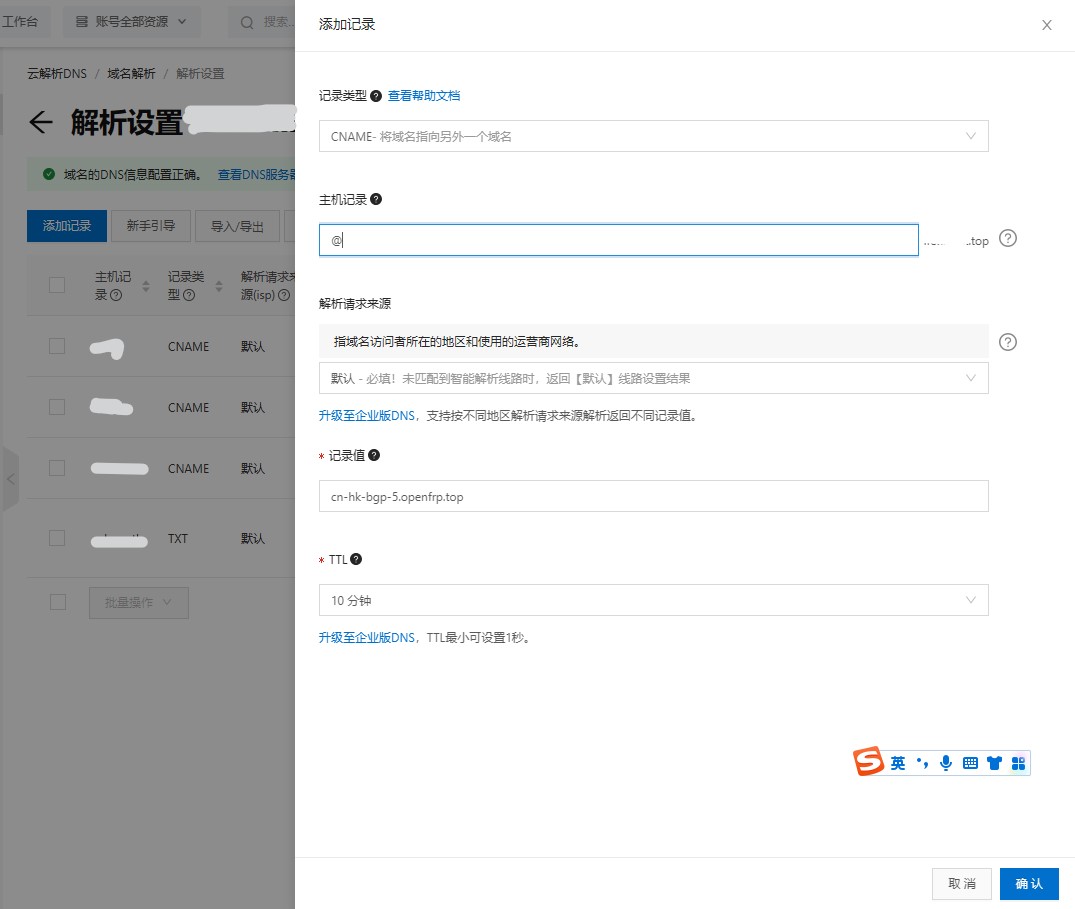 工作台
账号全部资源
搜索...
添加记录
云解析DNS / 域名解析 / 解析设置
解析设置
域名的DNS信息配置正确。 查看DNS服务器
添加记录
新手引导
导入/导出
主机记录
记录类型
解析请求来源(isp)
CNAME 默认
CNAME 默认
CNAME 默认
TXT 默认
批量操作
记录类型 查看帮助文档
CNAME- 将域名指向另外一个域名
主机记录
@
.top
解析请求来源
指域名访问者所在的地区和使用的运营商网络。
默认 - 必填！未匹配到智能解析线路时，返回【默认】线路设置结果
升级至企业版DNS，支持按不同地区解析请求来源解析返回不同记录值。
* 记录值
cn-hk-bgp-5.openfrp.top
* TTL
10 分钟
升级至企业版DNS，TTL最小可设置1秒。
S 英
取消
确认